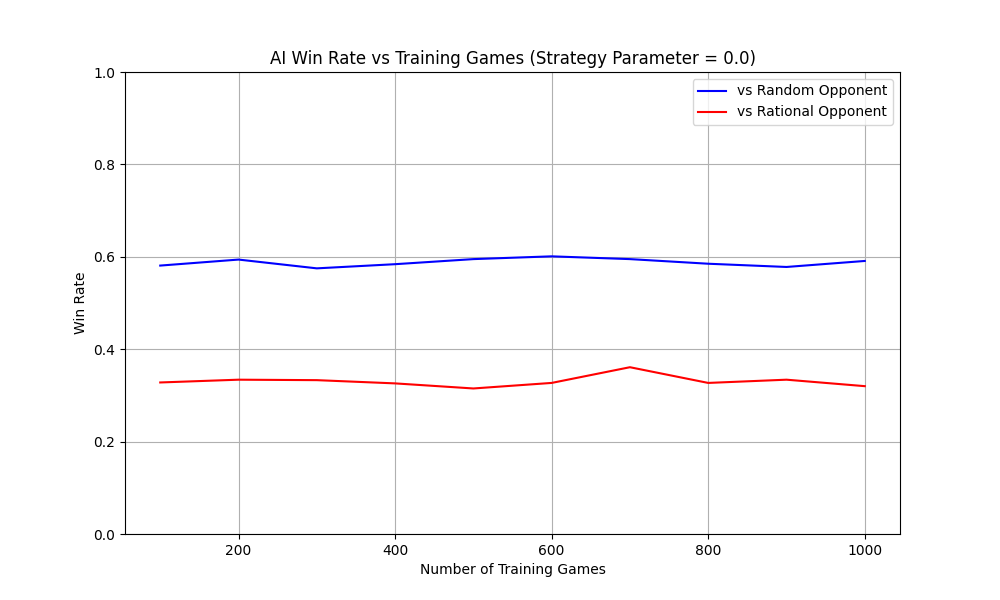 AI Win Rate vs Training Games (Strategy Parameter = 0.0)
vs Random Opponent
vs Rational Opponent
Win Rate
1.0
0.8
0.6
0.4
0.2
0.0
200 400 600 800 1000
Number of Training Games